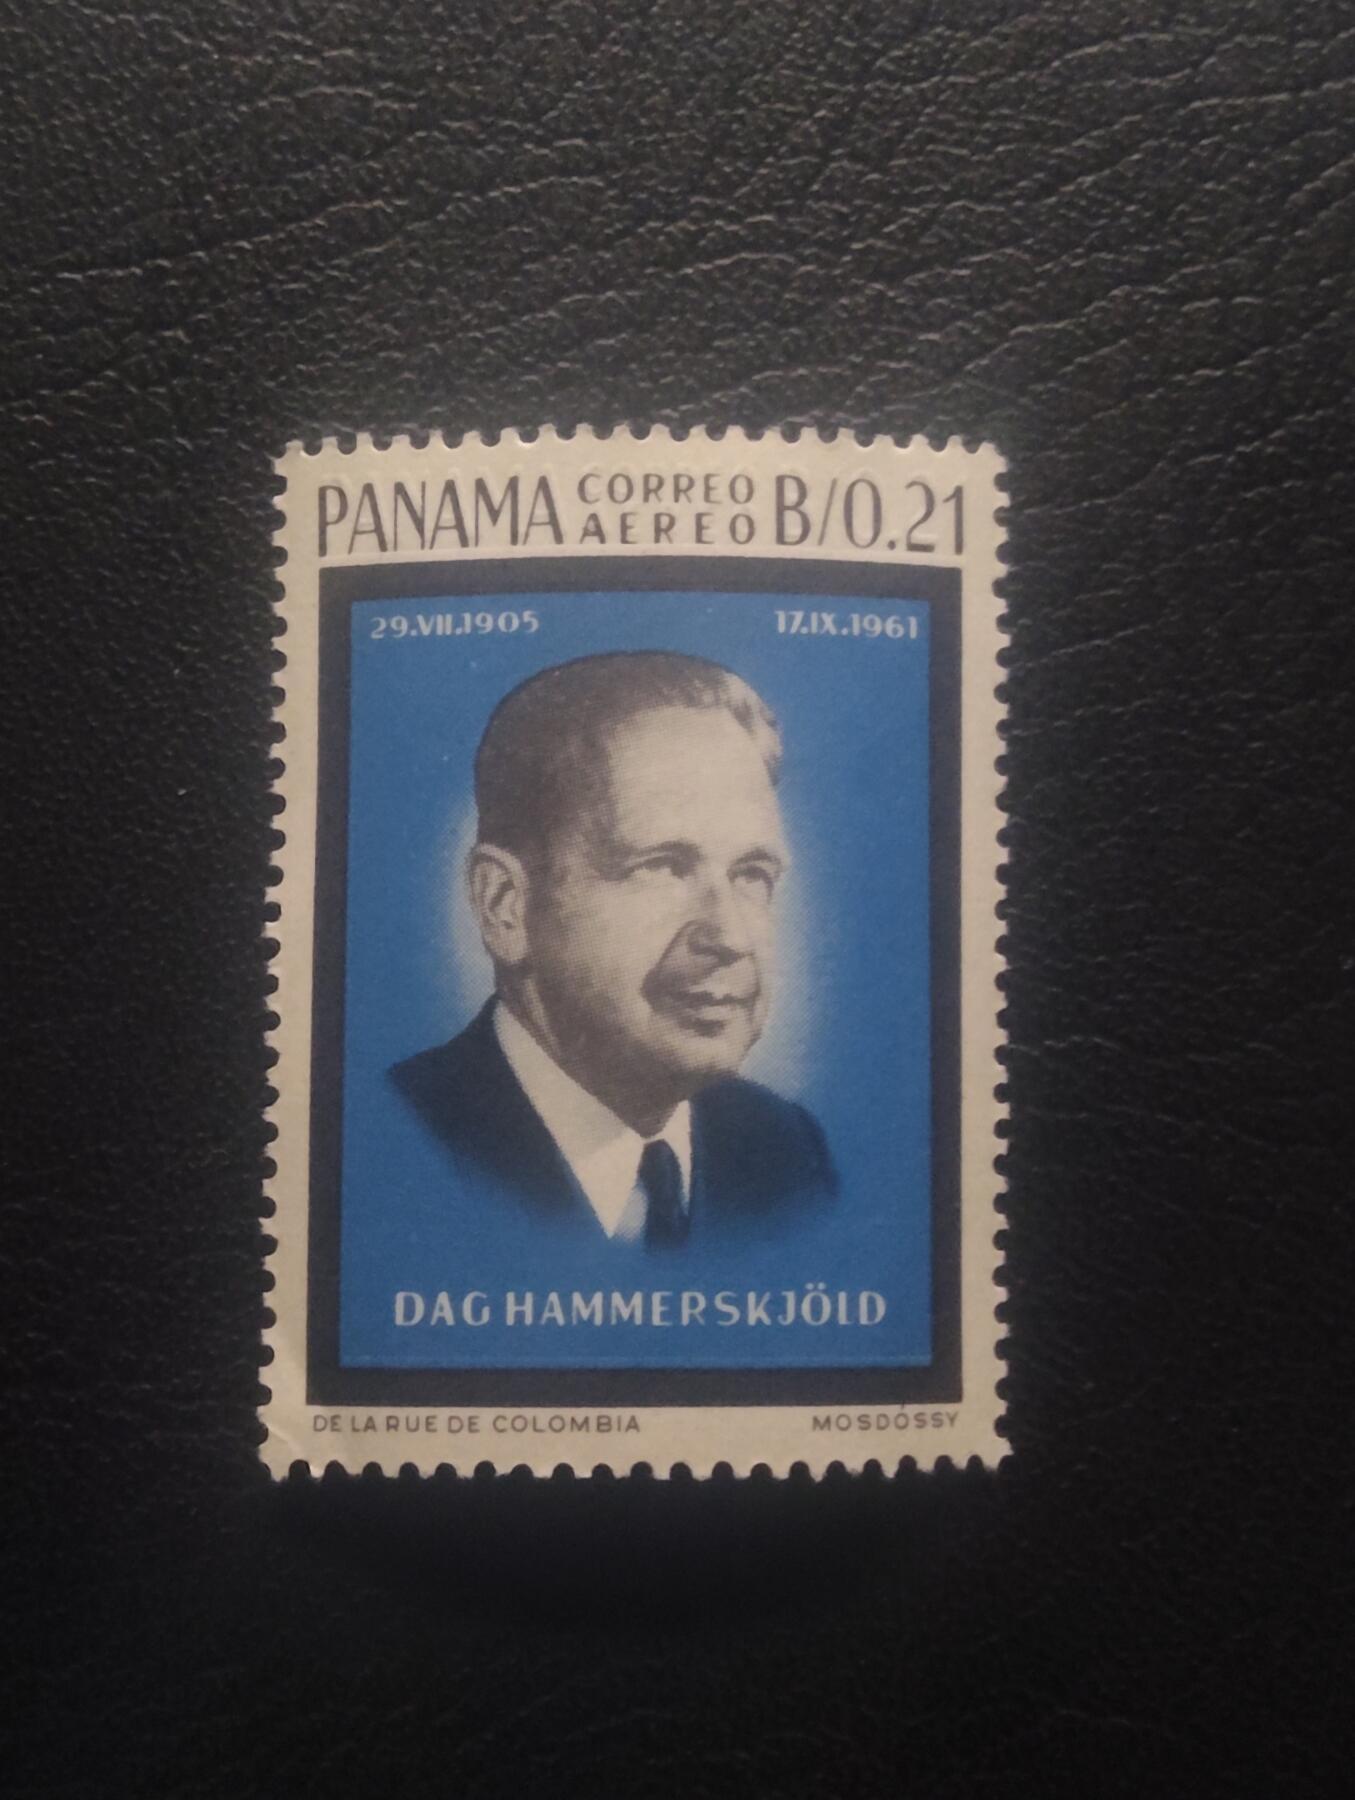 PANAMA CORREO AEREO B/0.21
29.VII.1905 17.IX.1961
DAG HAMMERSKJÖLD
DE LA RUE DE COLOMBIA MOSDÓSSY